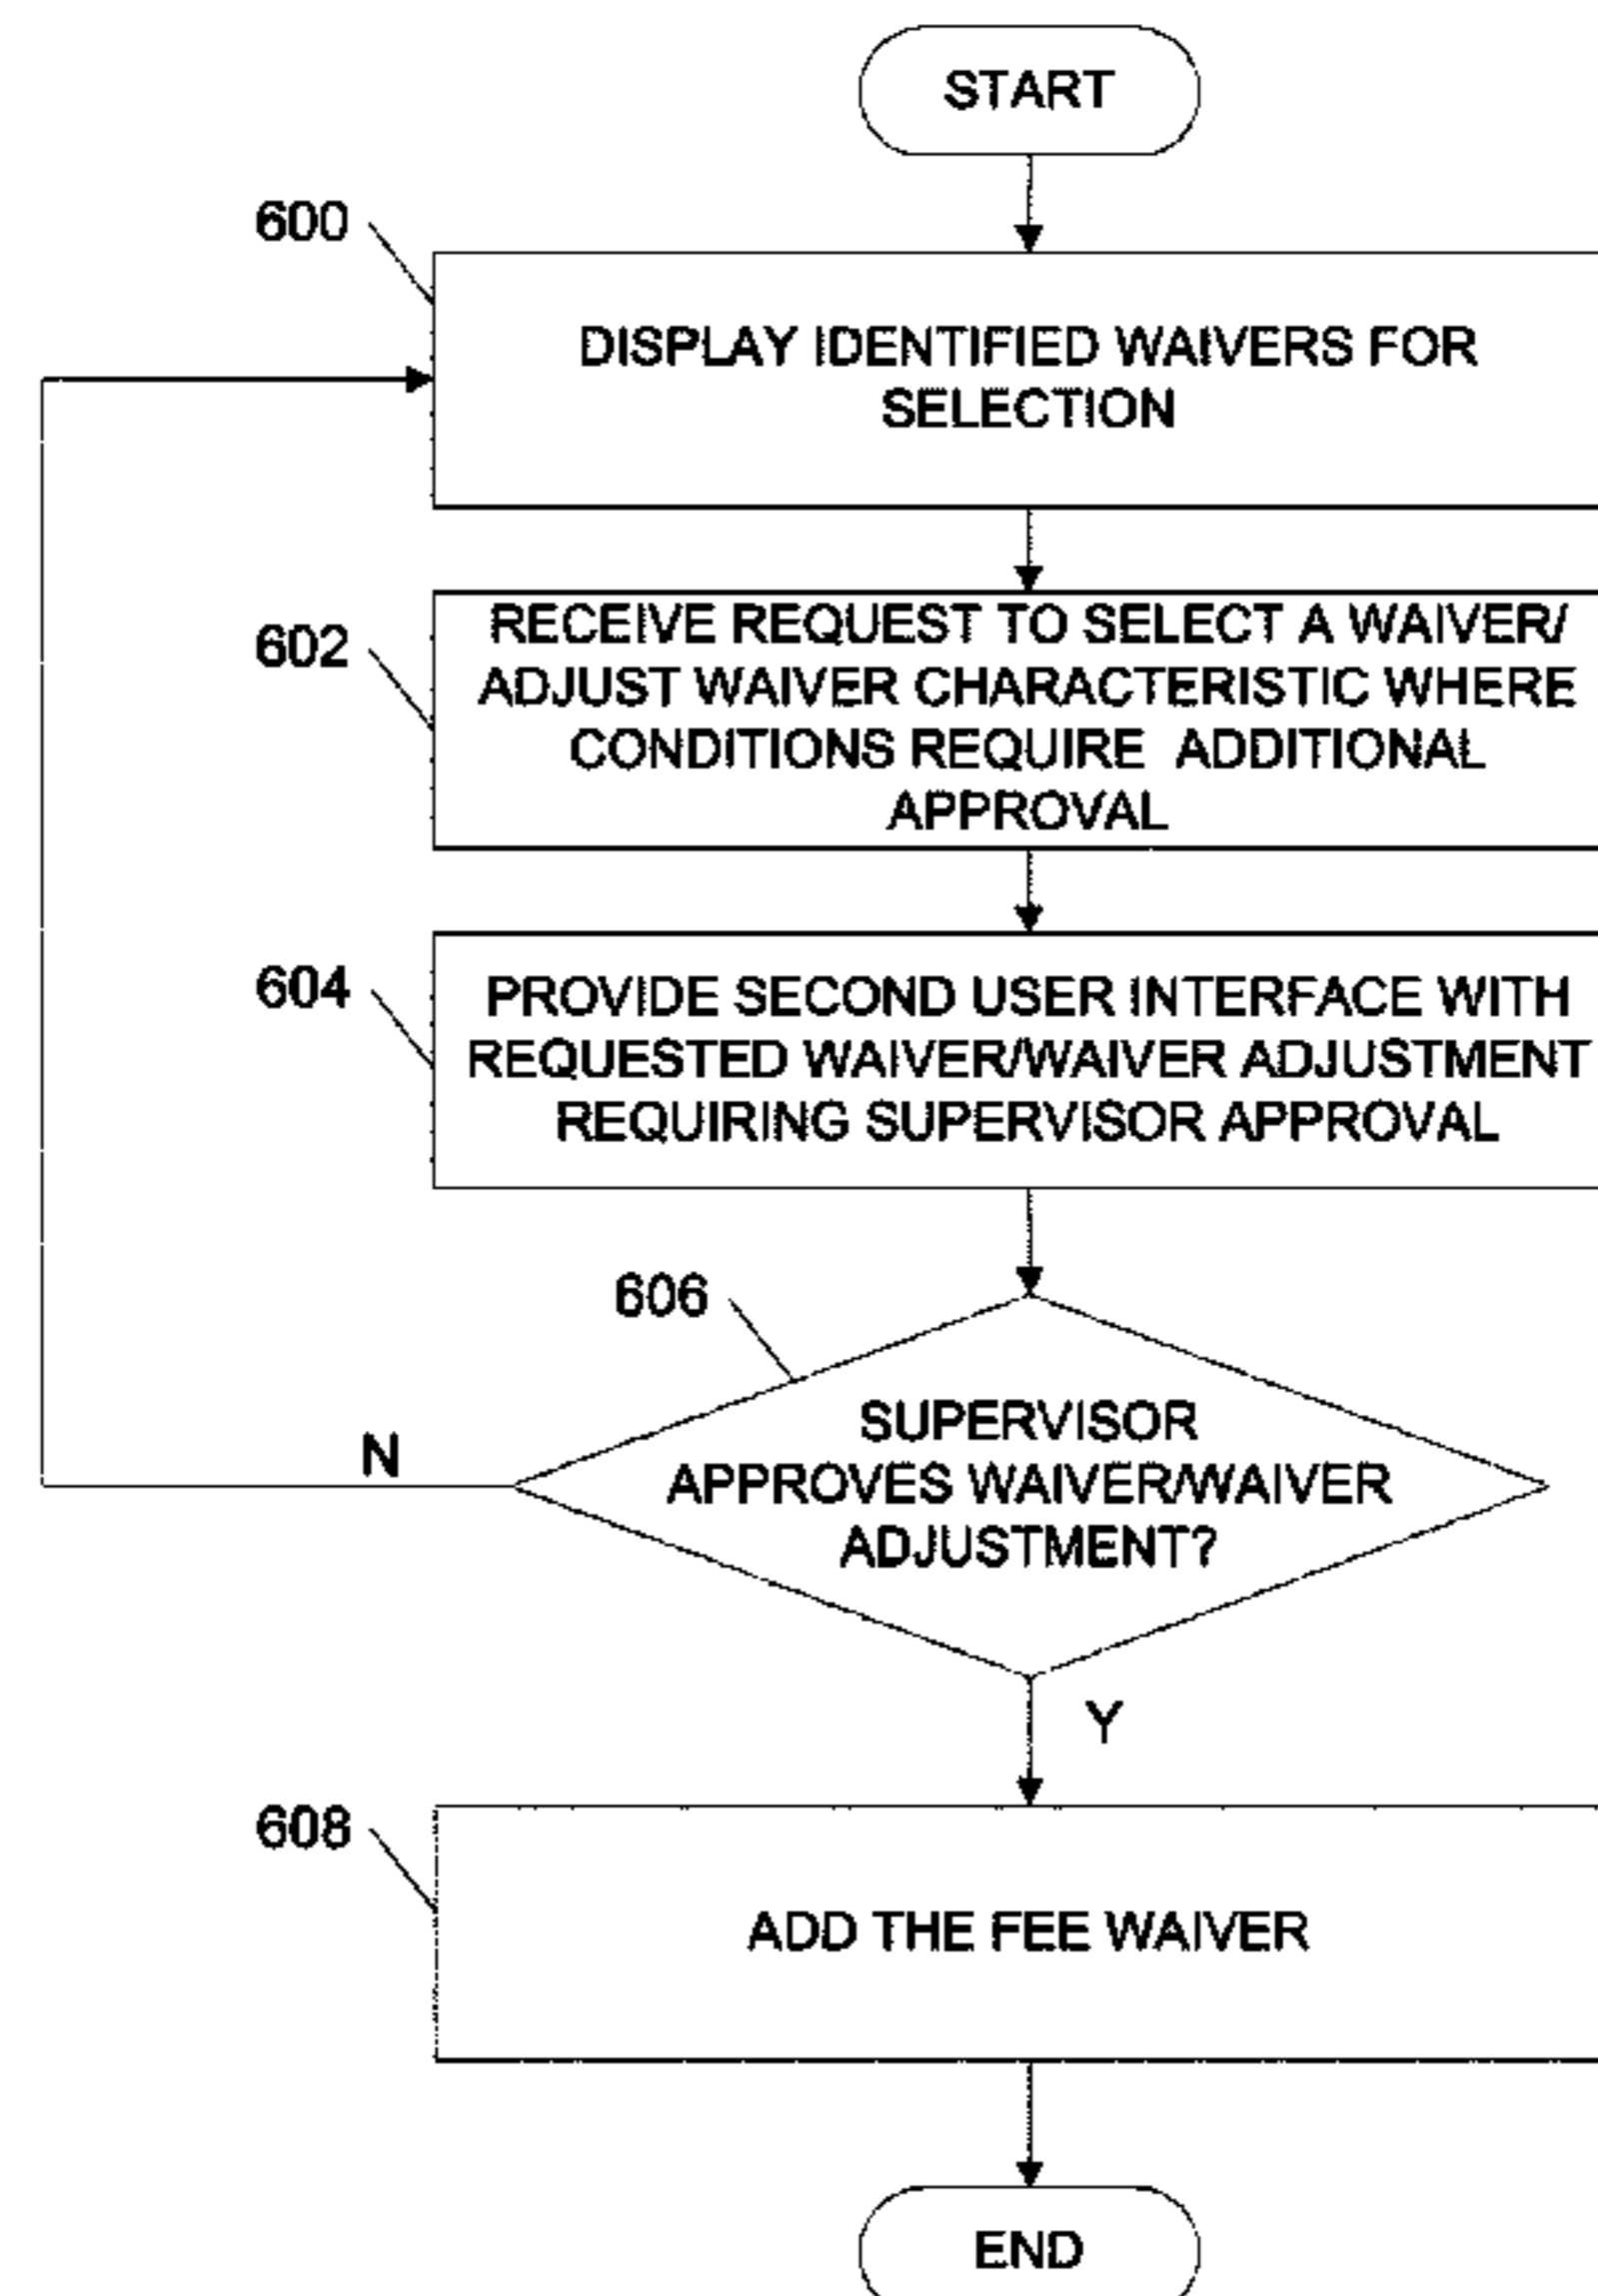 START
600
DISPLAY IDENTIFIED WAIVERS FOR
SELECTION
602
RECEIVE REQUEST TO SELECT A WAIVER/
ADJUST WAIVER CHARACTERISTIC WHERE
CONDITIONS REQUIRE ADDITIONAL
APPROVAL
604
PROVIDE SECOND USER INTERFACE WITH
REQUESTED WAIVER/WAIVER ADJUSTMENT
REQUIRING SUPERVISOR APPROVAL
606
SUPERVISOR
APPROVES WAIVER/WAIVER
ADJUSTMENT?
N
Y
608
ADD THE FEE WAIVER
END